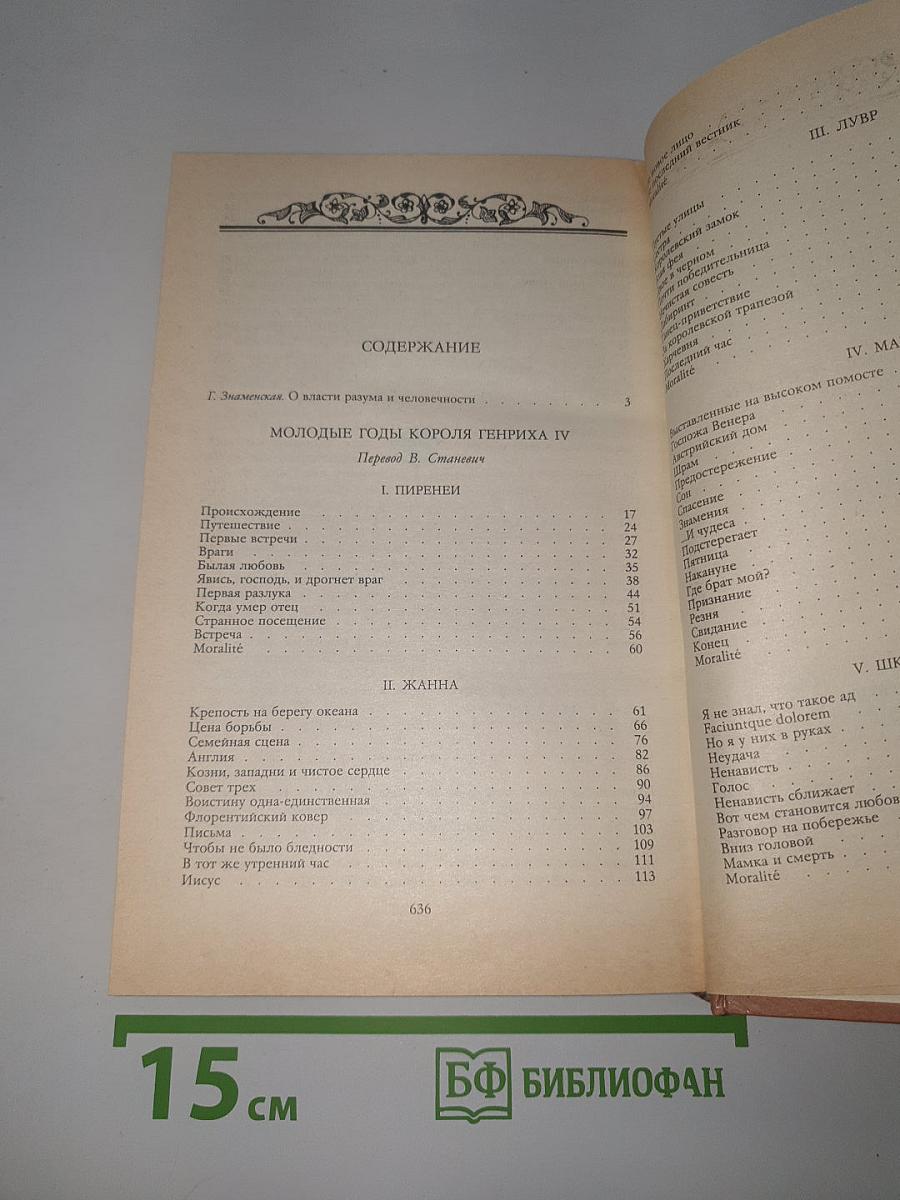 СОДЕРЖАНИЕ
Г. Знаменская. О власти разума и человечности . . . . . . . . 3
МОЛОДЫЕ ГОДЫ КОРОЛЯ ГЕНРИХА IV
Перевод В. Станевич
I. ПИРЕНЕИ
Происхождение 17
Путешествие 24
Первые встречи 27
Враги 32
Былая любовь 35
Явись, господь, и дрогнет враг 38
Первая разлука 44
Когда умер отец 51
Странное посещение 54
Встреча 56
Moralité 60
II. ЖАННА
Крепость на берегу океана 61
Цена борьбы 66
Семейная сцена 76
Англия 82
Козни, западни и чистое сердце 86
Совет трех 90
Воистину одна-единственная 94
Флорентийский ковер 97
Письма 103
Чтобы не было бледности 109
В тот же утренний час 111
Иисус 113
636
лицо
последний вестник
III. ЛУВР
улицы
Королевский замок
фея
в черном
победительница
совесть
приветствие
королевской трапезой
Последний час
Moralité
IV. МА
Выставленные на высоком помосте
Госпожа Венера
Австрийский дом
Шрам
Предостережение
Сон
Спасение
Знамения
...И чудеса
Подстерегает
Пятница
Накануне
Где брат мой?
Признание
Резня
Свидание
Конец
Moralité
V. ШК
Я не знал, что такое ад
Faciuntque dolorem
Но я у них в руках
Неудача
Ненависть
Голос
Ненависть сближает
Вот чем становится любов
Разговор на побережье
Вниз головой
Мамка и смерть
Moralité
15 см
БФ БИБЛИОФАН